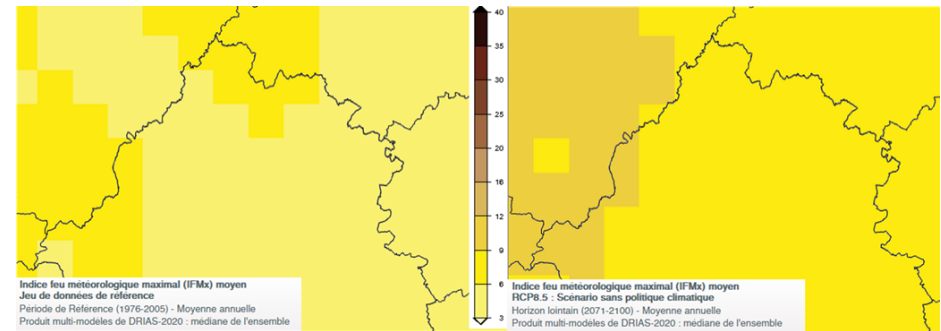 40
35
30
25
20
16
12
9
6
3
Indice feu météorologique maximal (IFMx) moyen
Jeu de données de référence
Période de Référence (1976-2005) - Moyenne annuelle
Produit multi-modèles de DRIAS-2020 : médiane de l'ensemble
Indice feu météorologique maximal (IFMx) moyen
RCP8.5 : Scénario sans politique climatique
Horizon lointain (2071-2100) - Moyenne annuelle
Produit multi-modèles de DRIAS-2020 : médiane de l'ensemble